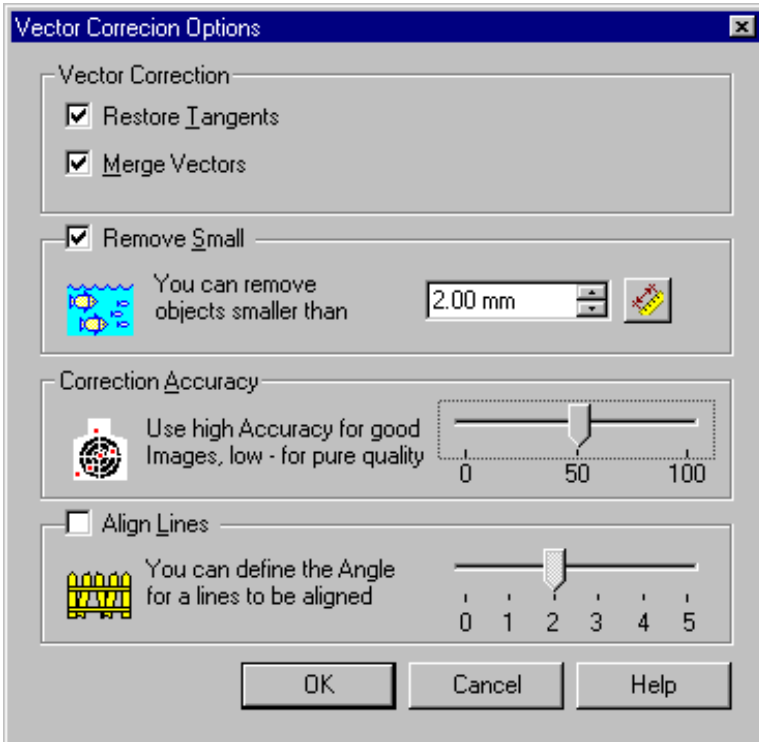 Vector Correcion Options
Vector Correction
Restore Tangents
Merge Vectors
Remove Small
You can remove
objects smaller than
2.00 mm
Correction Accuracy
Use high Accuracy for good
Images, low - for pure quality
0 50 100
Align Lines
You can define the Angle
for a lines to be aligned
0 1 2 3 4 5
OK Cancel Help